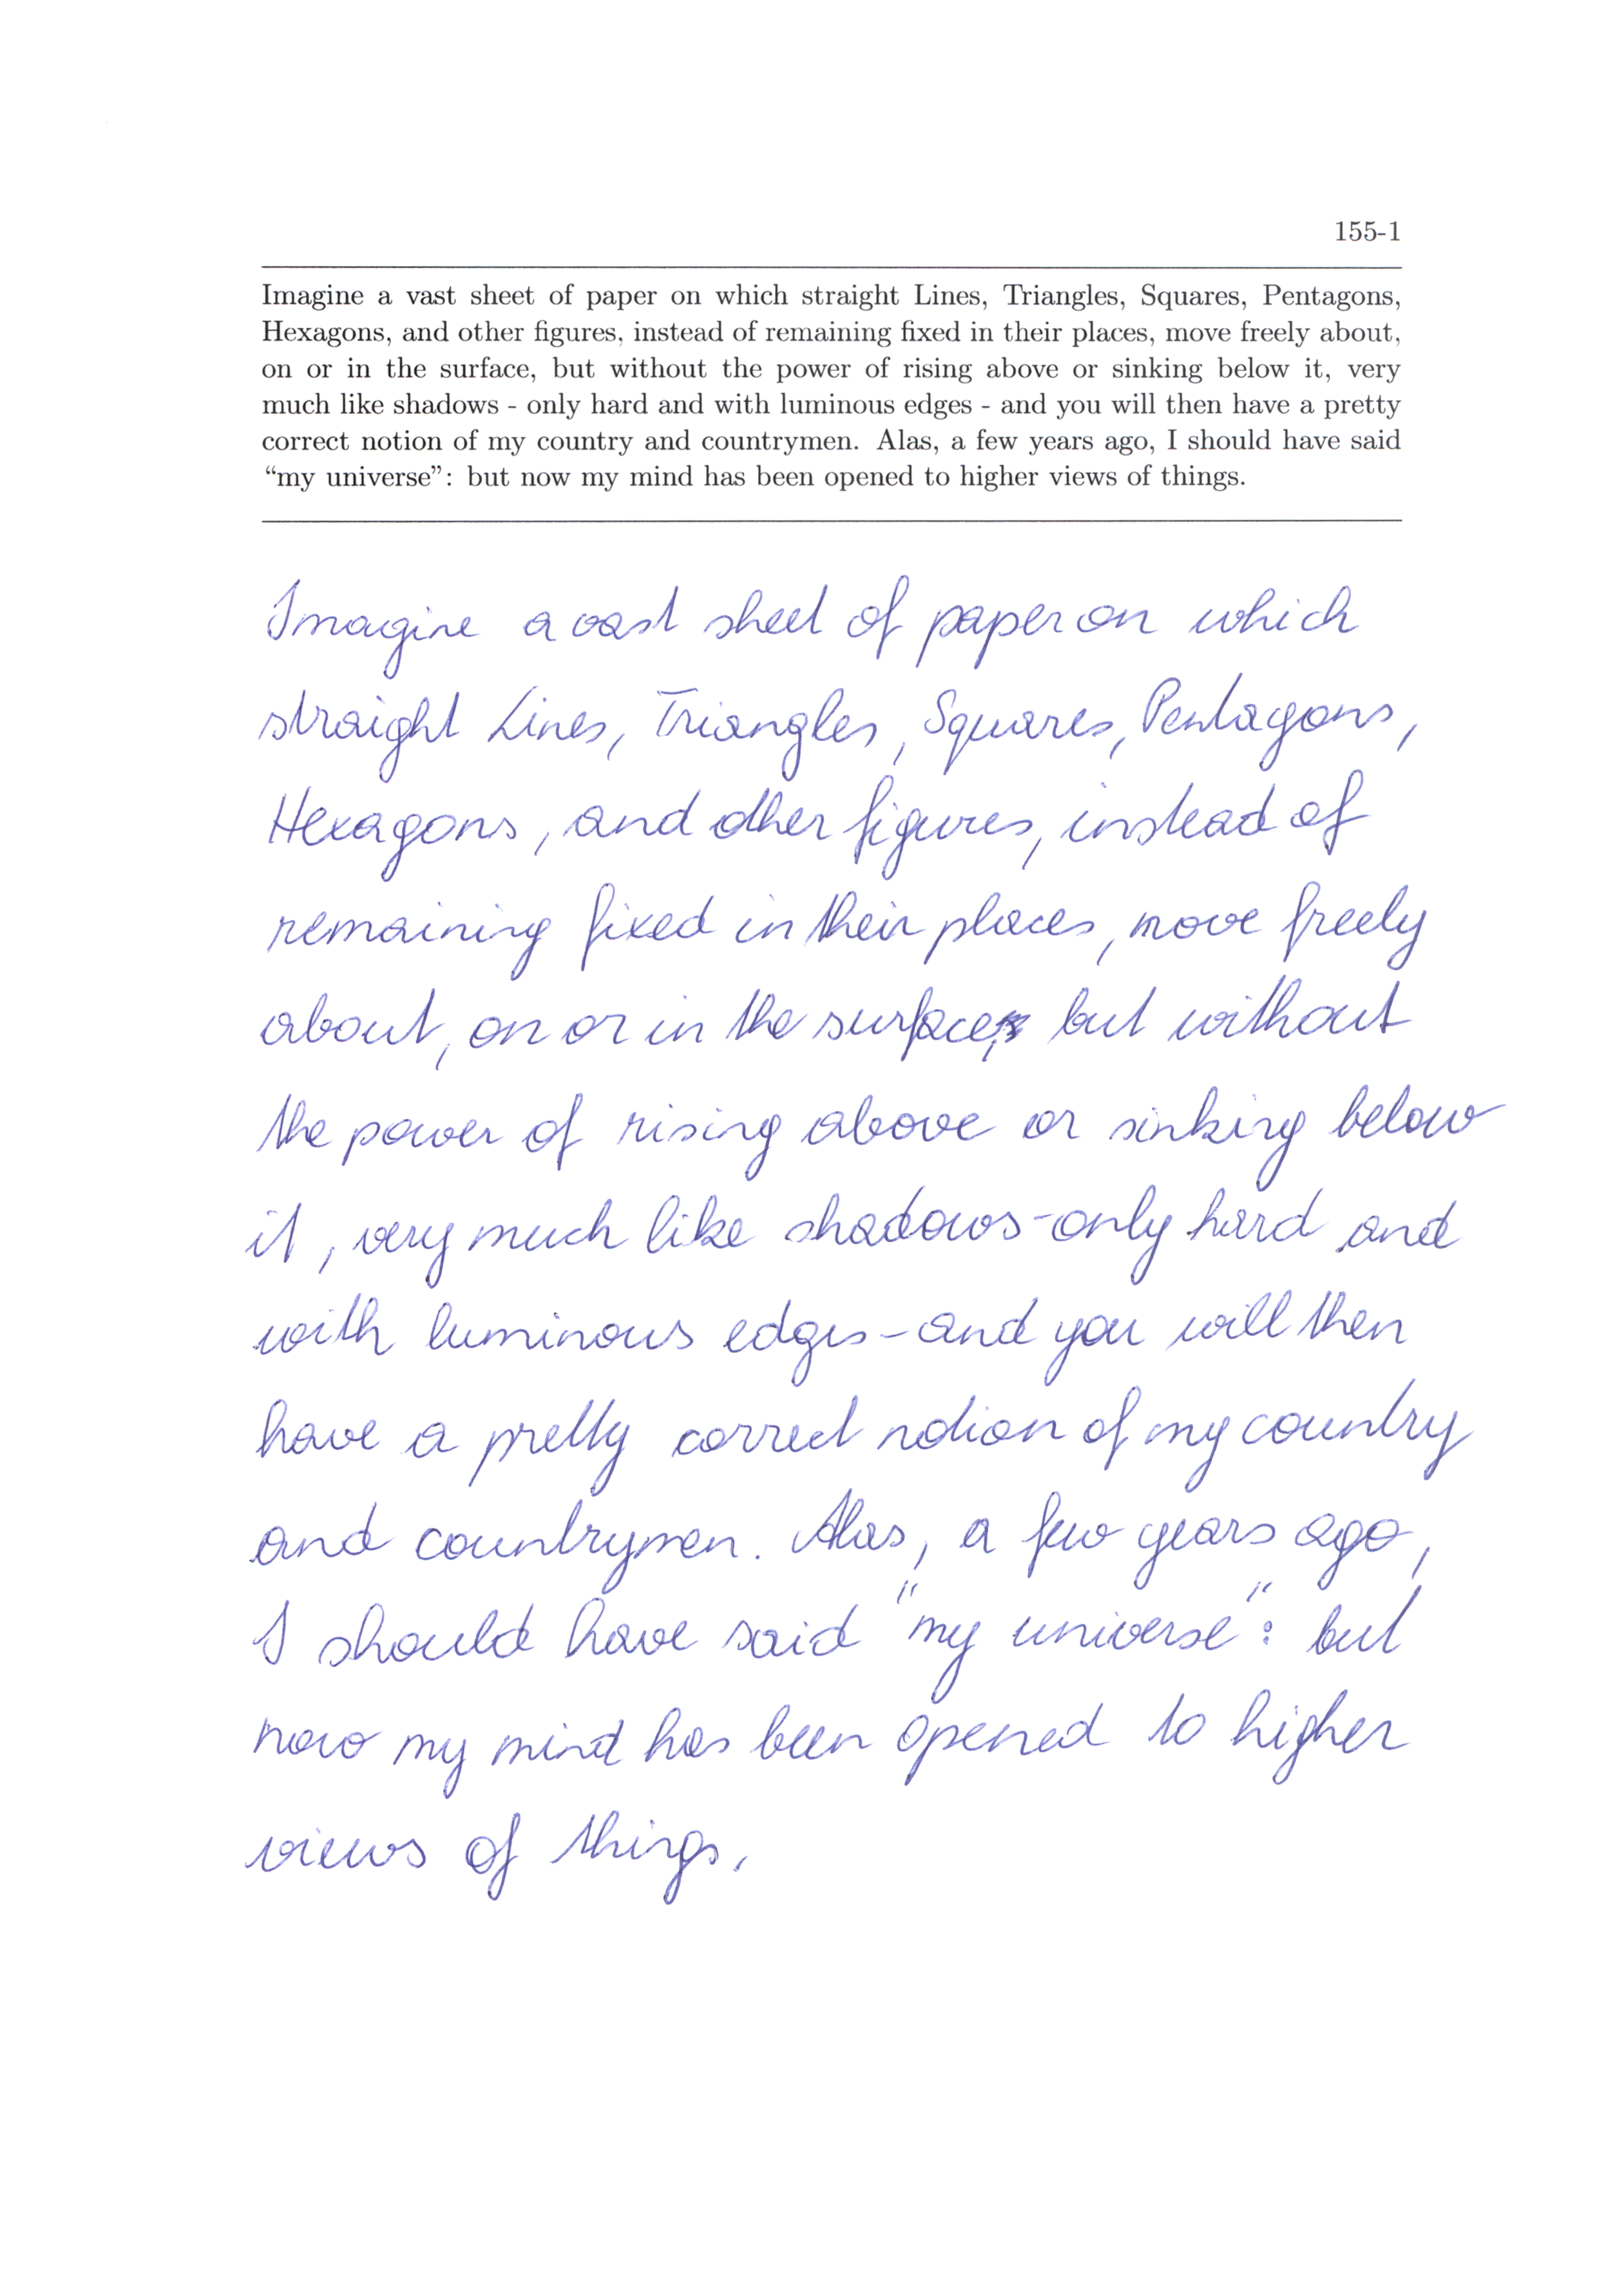 155-1
Imagine a vast sheet of paper on which straight Lines, Triangles, Squares, Pentagons,
Hexagons, and other figures, instead of remaining fixed in their places, move freely about,
on or in the surface, but without the power of rising above or sinking below it, very
much like shadows - only hard and with luminous edges - and you will then have a pretty
correct notion of my country and countrymen. Alas, a few years ago, I should have said
“my universe”: but now my mind has been opened to higher views of things.
Imagine a vast sheet of paper on which
straight Lines, Triangles, Squares, Pentagons,
Hexagons, and other figures, instead of
remaining fixed in their places, move freely
about, on or in the surface, but without
the power of rising above or sinking below
it, very much like shadows - only hard and
with luminous edges - and you will then
have a pretty correct notion of my country
and countrymen. Alas, a few years ago,
I should have said "my universe": but
now my mind has been opened to higher
views of things.